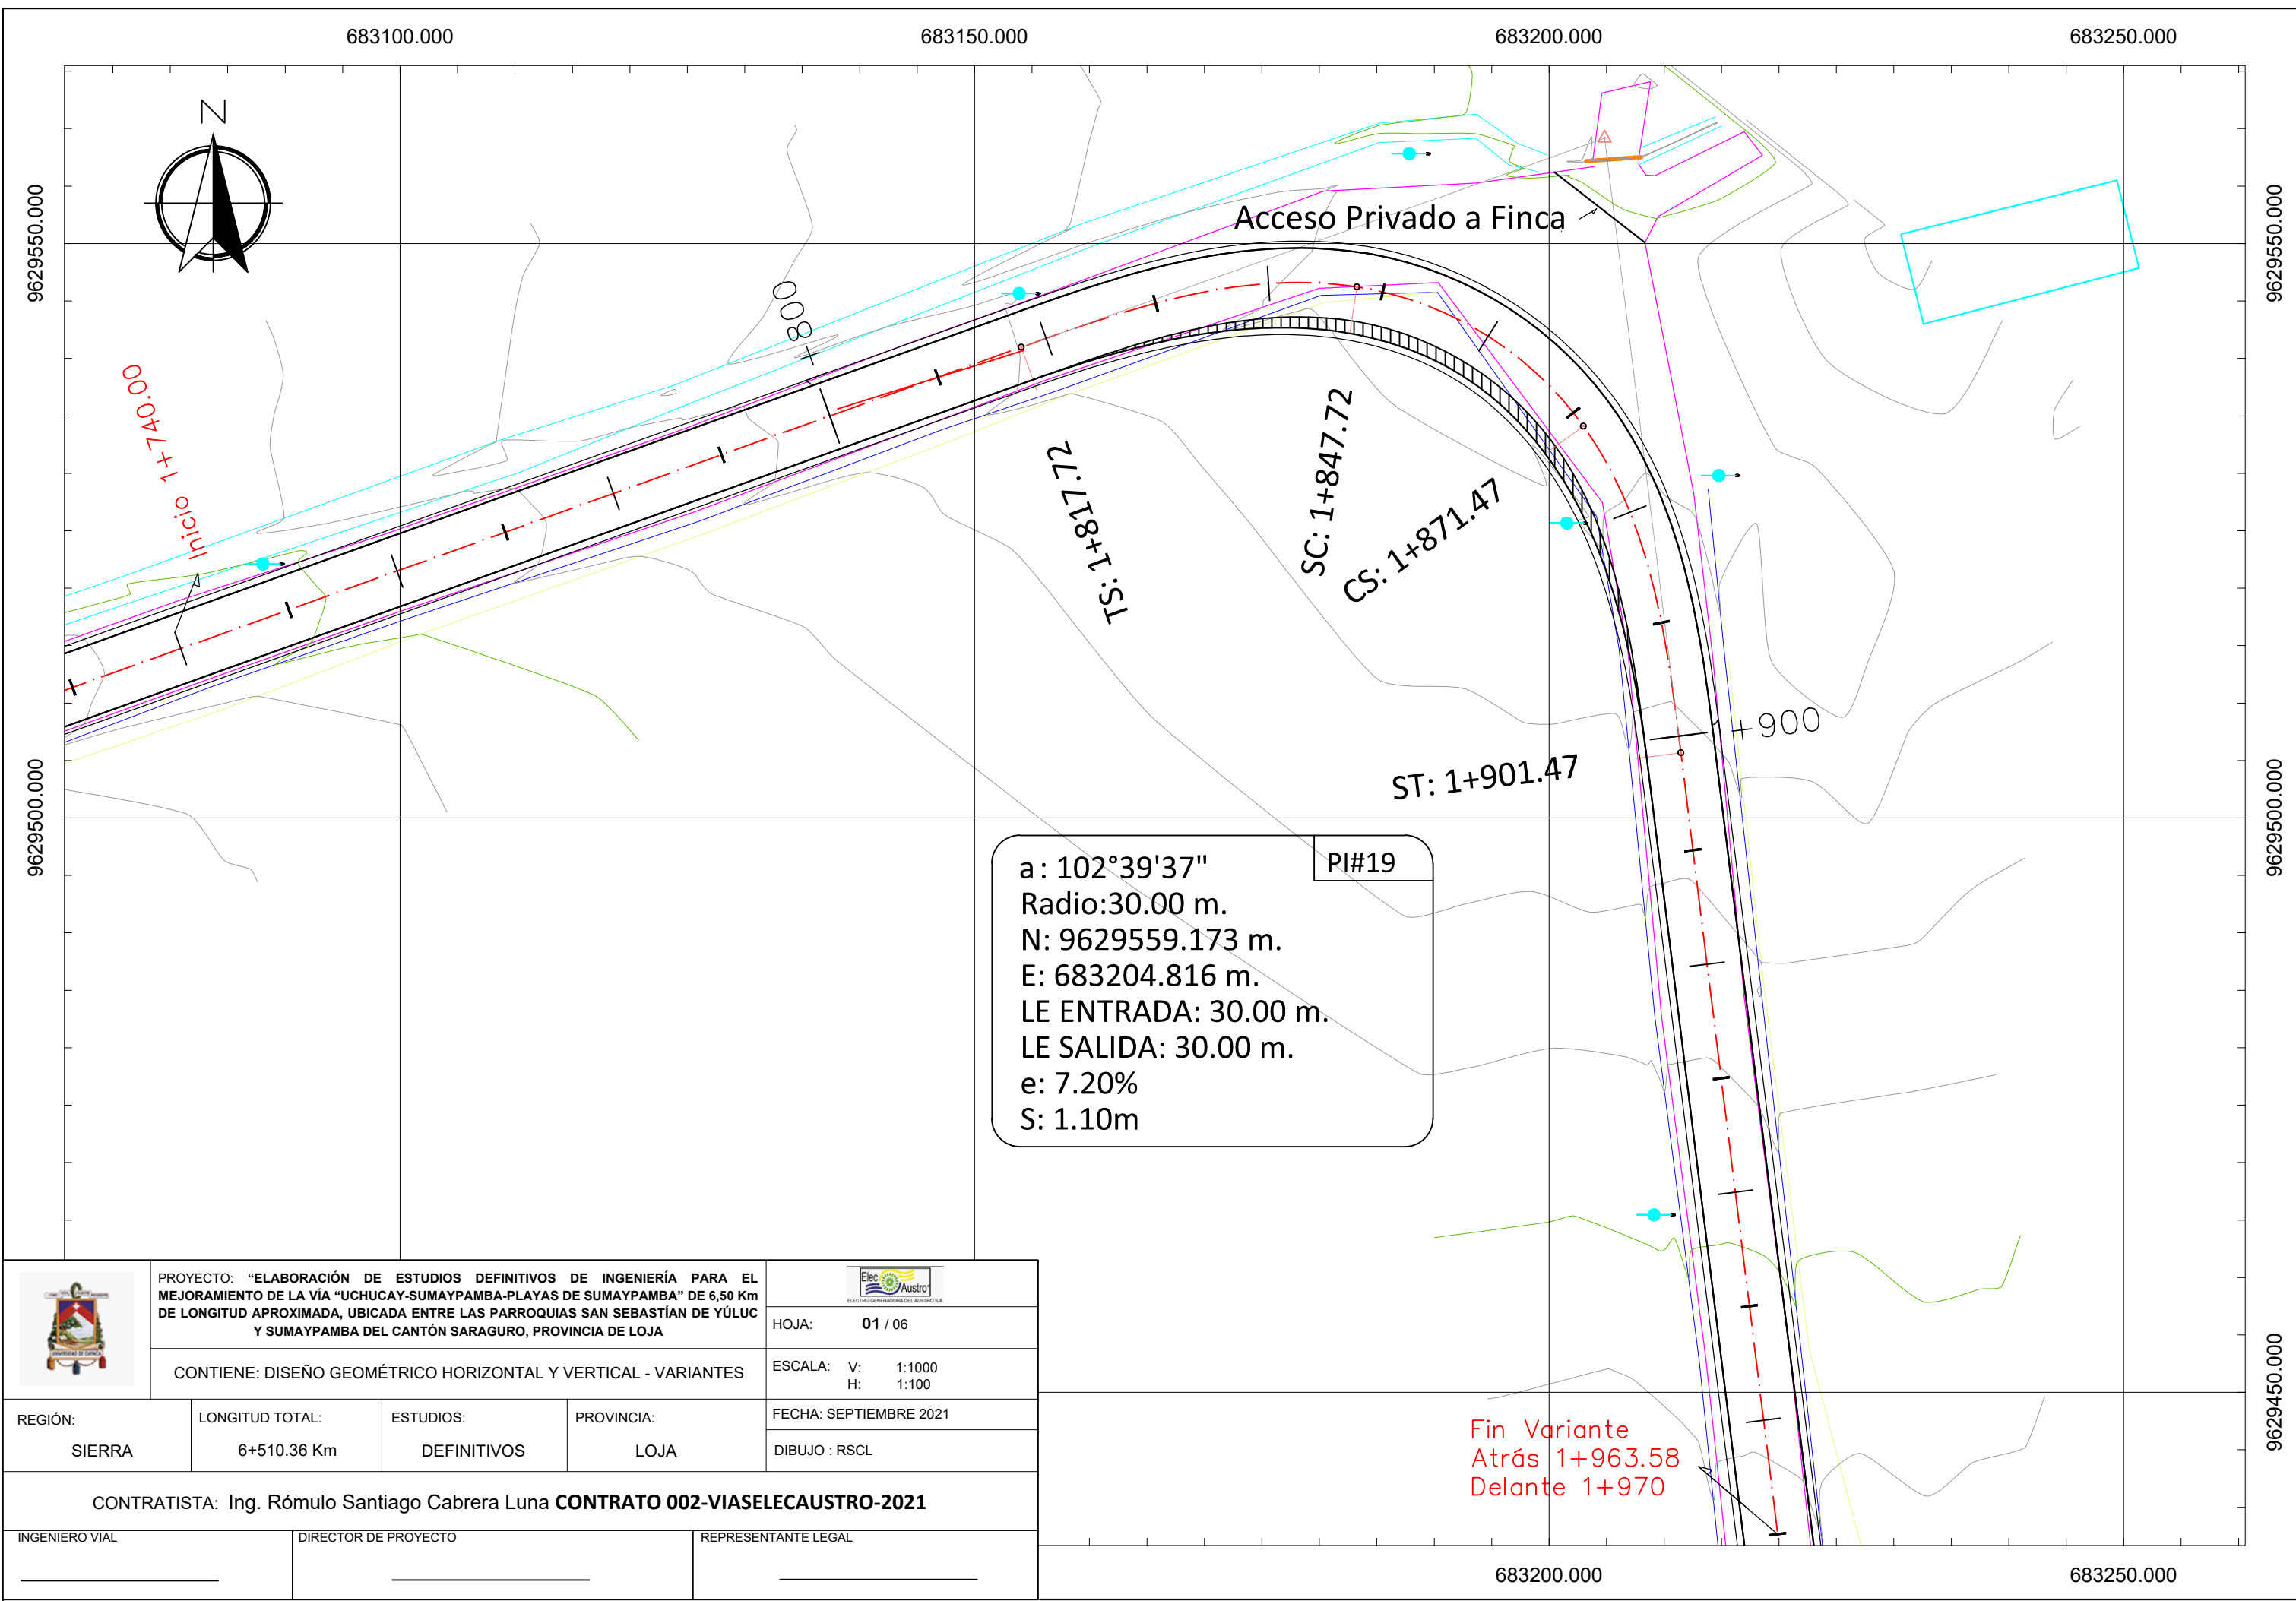 683100.000
683150.000
683200.000
683250.000
9629550.000
9629550.000
N
Acceso Privado a Finca
+800
Inicio 1+740.00
TS: 1+817.72
SC: 1+847.72
CS: 1+871.47
+900
ST: 1+901.47
9629500.000
9629500.000
PI#19
a : 102°39'37"
Radio:30.00 m.
N: 9629559.173 m.
E: 683204.816 m.
LE ENTRADA: 30.00 m.
LE SALIDA: 30.00 m.
e: 7.20%
S: 1.10m
9629450.000
Fin Variante
Atrás 1+963.58
Delante 1+970
683200.000
683250.000
UNIVERSIDAD DE CUENCA
PROYECTO: “ELABORACIÓN DE ESTUDIOS DEFINITIVOS DE INGENIERÍA PARA EL
MEJORAMIENTO DE LA VÍA “UCHUCAY-SUMAYPAMBA-PLAYAS DE SUMAYPAMBA” DE 6,50 Km
DE LONGITUD APROXIMADA, UBICADA ENTRE LAS PARROQUIAS SAN SEBASTIÁN DE YÚLUC
Y SUMAYPAMBA DEL CANTÓN SARAGURO, PROVINCIA DE LOJA
CONTIENE: DISEÑO GEOMÉTRICO HORIZONTAL Y VERTICAL - VARIANTES
Elec Austro
ELECTRO GENERADORA DEL AUSTRO S.A.
HOJA: 01 / 06
ESCALA: V: 1:1000
H: 1:100
REGIÓN:
SIERRA
LONGITUD TOTAL:
6+510.36 Km
ESTUDIOS:
DEFINITIVOS
PROVINCIA:
LOJA
FECHA: SEPTIEMBRE 2021
DIBUJO : RSCL
CONTRATISTA: Ing. Rómulo Santiago Cabrera Luna CONTRATO 002-VIASELECAUSTRO-2021
INGENIERO VIAL
DIRECTOR DE PROYECTO
REPRESENTANTE LEGAL